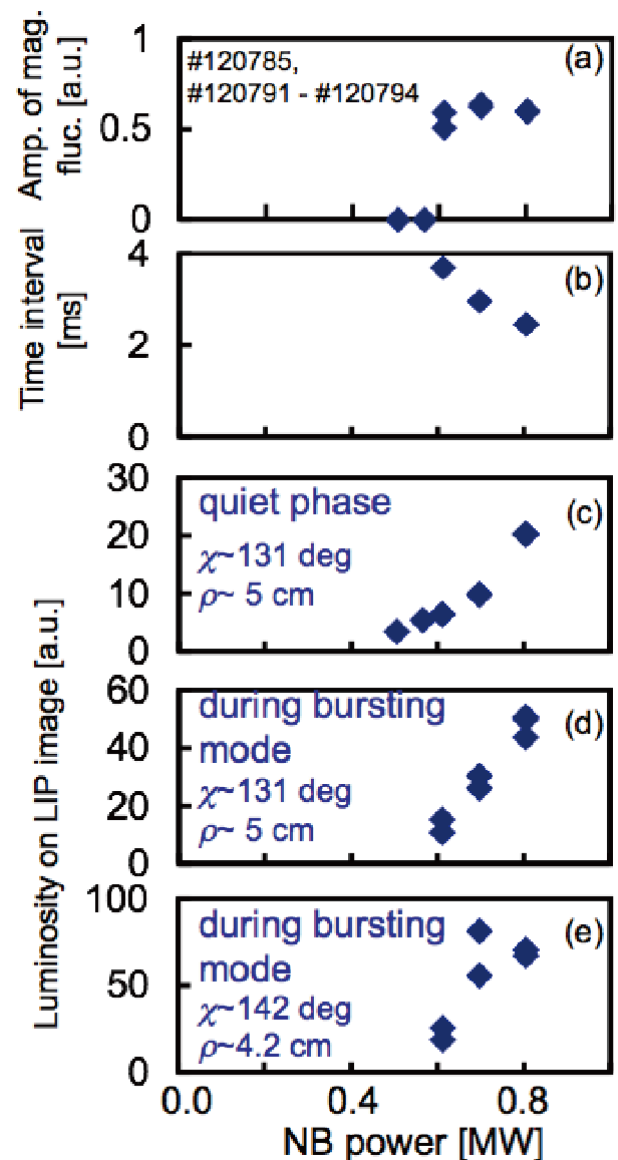 Amp. of mag.
fluc. [a.u.]
1
0.5
0
#120785,
#120791 - #120794
(a)
Time interval
[ms]
4
2
0
(b)
Luminosity on LIP image [a.u.]
30
20
10
0
quiet phase
χ~131 deg
ρ~ 5 cm
(c)
60
40
20
0
during bursting
mode
χ~131 deg
ρ~ 5 cm
(d)
100
50
0
during bursting
mode
χ~142 deg
ρ~4.2 cm
(e)
0.0 0.4 0.8
NB power [MW]